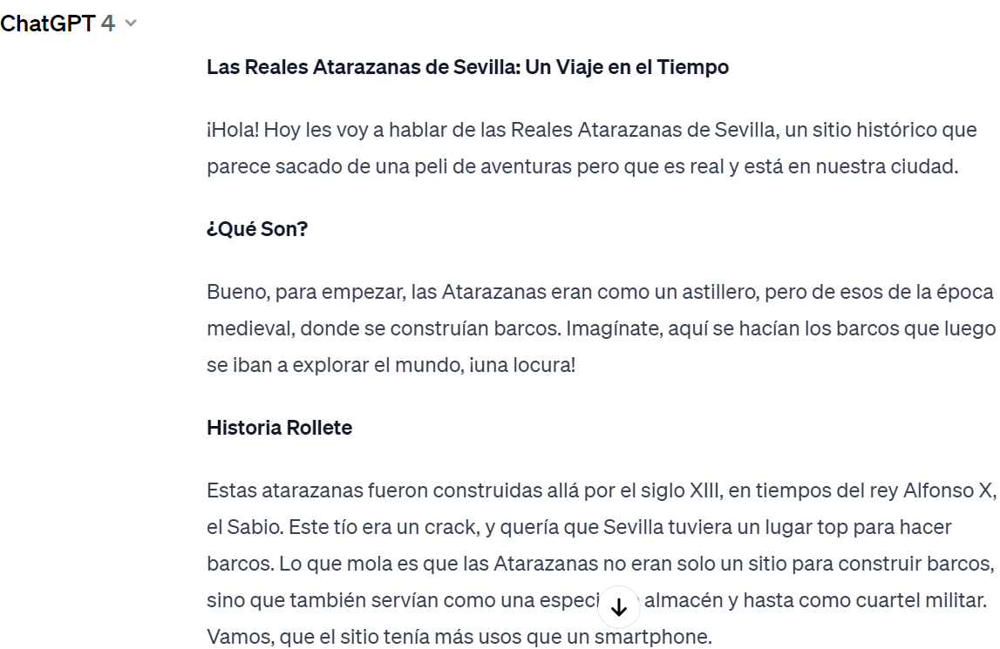 ChatGPT 4
Las Reales Atarazanas de Sevilla: Un Viaje en el Tiempo
¡Hola! Hoy les voy a hablar de las Reales Atarazanas de Sevilla, un sitio histórico que
parece sacado de una peli de aventuras pero que es real y está en nuestra ciudad.
¿Qué Son?
Bueno, para empezar, las Atarazanas eran como un astillero, pero de esos de la época
medieval, donde se construían barcos. Imagínate, aquí se hacían los barcos que luego
se iban a explorar el mundo, ¡una locura!
Historia Rollete
Estas atarazanas fueron construidas allá por el siglo XIII, en tiempos del rey Alfonso X,
el Sabio. Este tío era un crack, y quería que Sevilla tuviera un lugar top para hacer
barcos. Lo que mola es que las Atarazanas no eran solo un sitio para construir barcos,
sino que también servían como una almacén y hasta como cuartel militar.
Vamos, que el sitio tenía más usos que un smartphone.